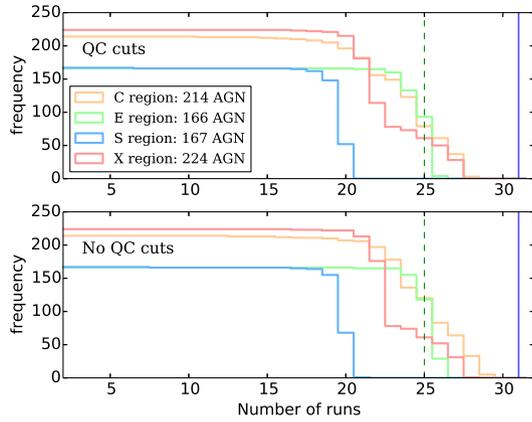 250
200
150
100
50
0
frequency
QC cuts
C region: 214 AGN
E region: 166 AGN
S region: 167 AGN
X region: 224 AGN
5 10 15 20 25 30
250
200
150
100
50
0
frequency
No QC cuts
5 10 15 20 25 30
Number of runs